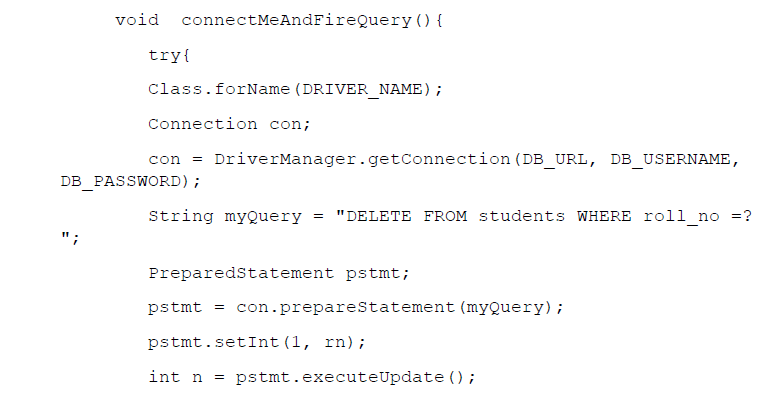 void  connectMeAndFireQuery(){
try{
Class.forName(DRIVER_NAME);
Connection con;
con = DriverManager.getConnection(DB_URL, DB_USERNAME,
DB_PASSWORD);
String myQuery = "DELETE FROM students WHERE roll_no =?
";
PreparedStatement pstmt;
pstmt = con.prepareStatement(myQuery);
pstmt.setInt(1, rn);
int n = pstmt.executeUpdate();